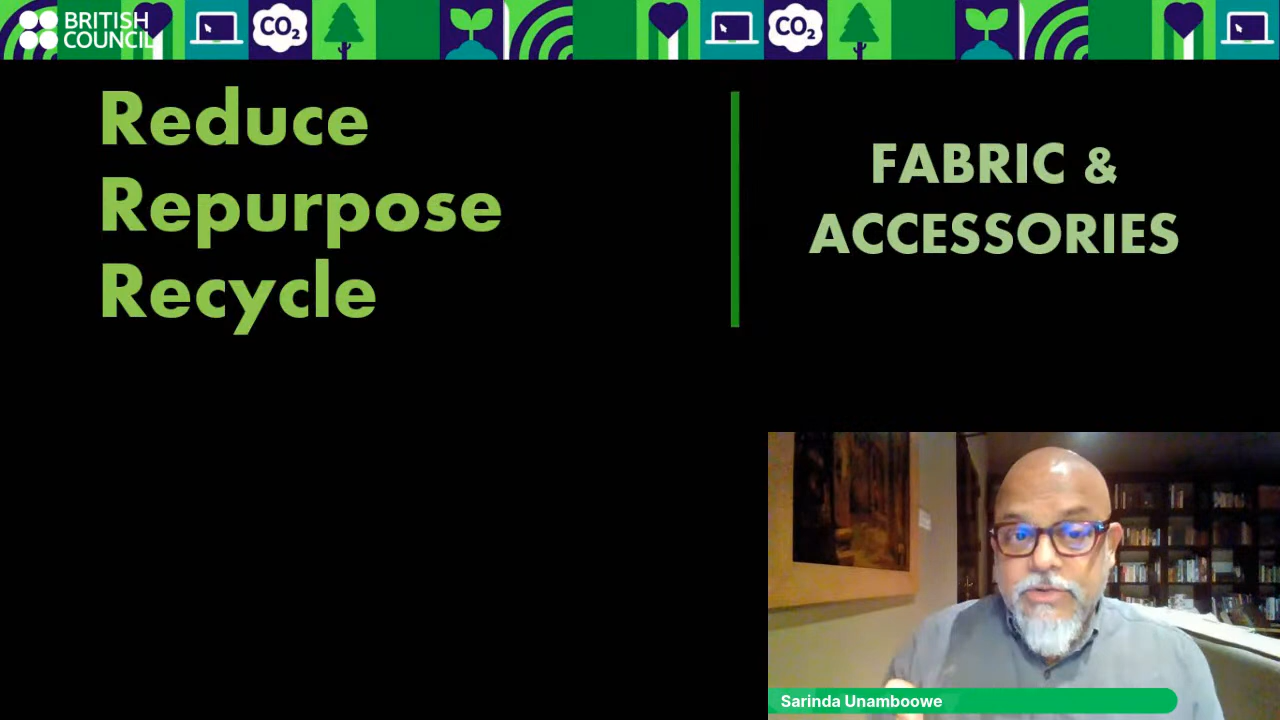 BRITISH
COUNCIL
CO₂
CO₂
Reduce
Repurpose
Recycle
FABRIC &
ACCESSORIES
Sarinda Unamboowe